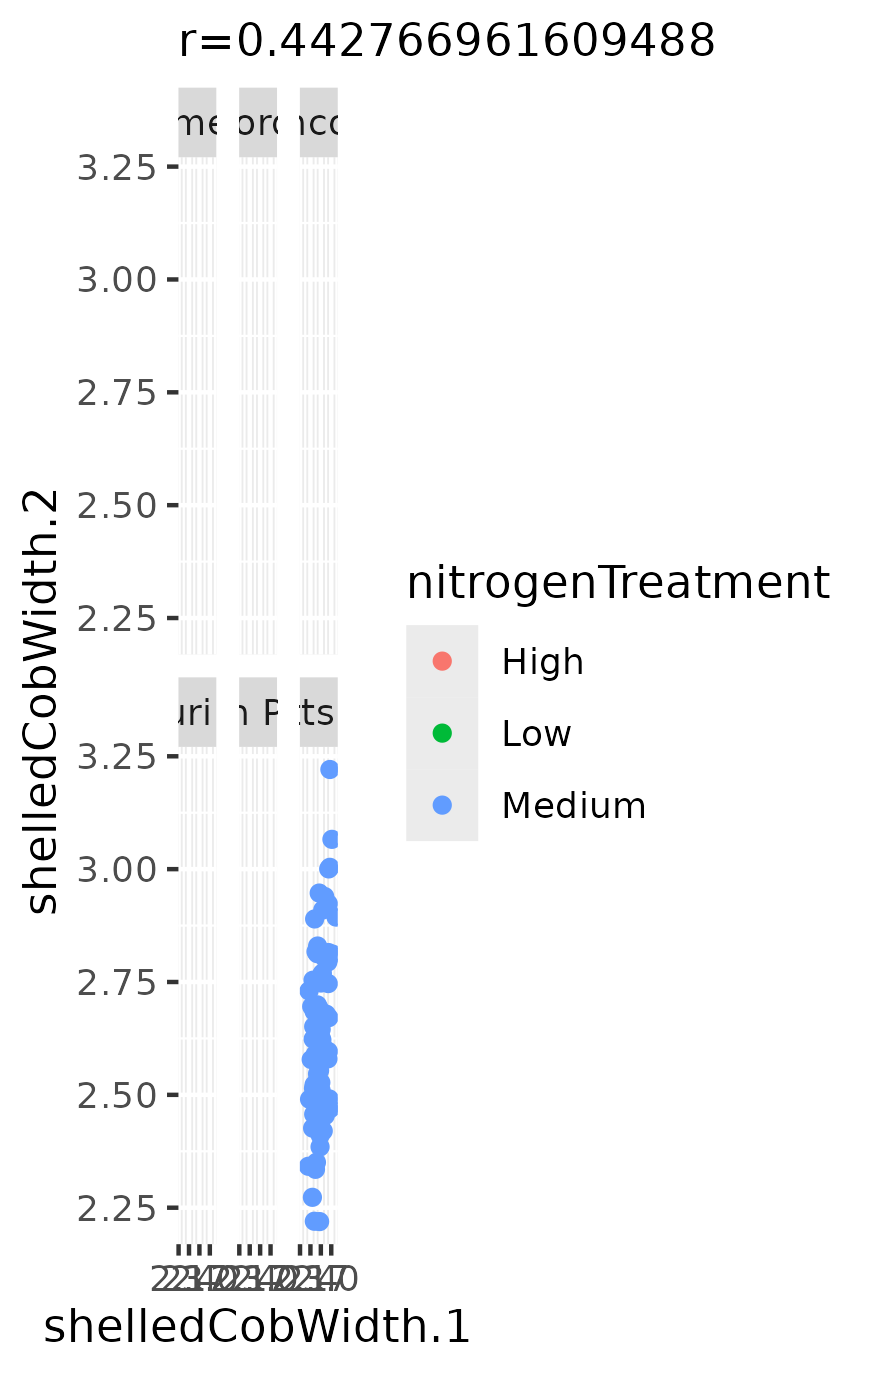 r=0.442766961609488
3.25
3.00
2.75
2.50
2.25
shelledCobWidth.2
3.25
3.00
2.75
2.50
2.25
shelledCobWidth.1
nitrogenTreatment
High
Low
Medium